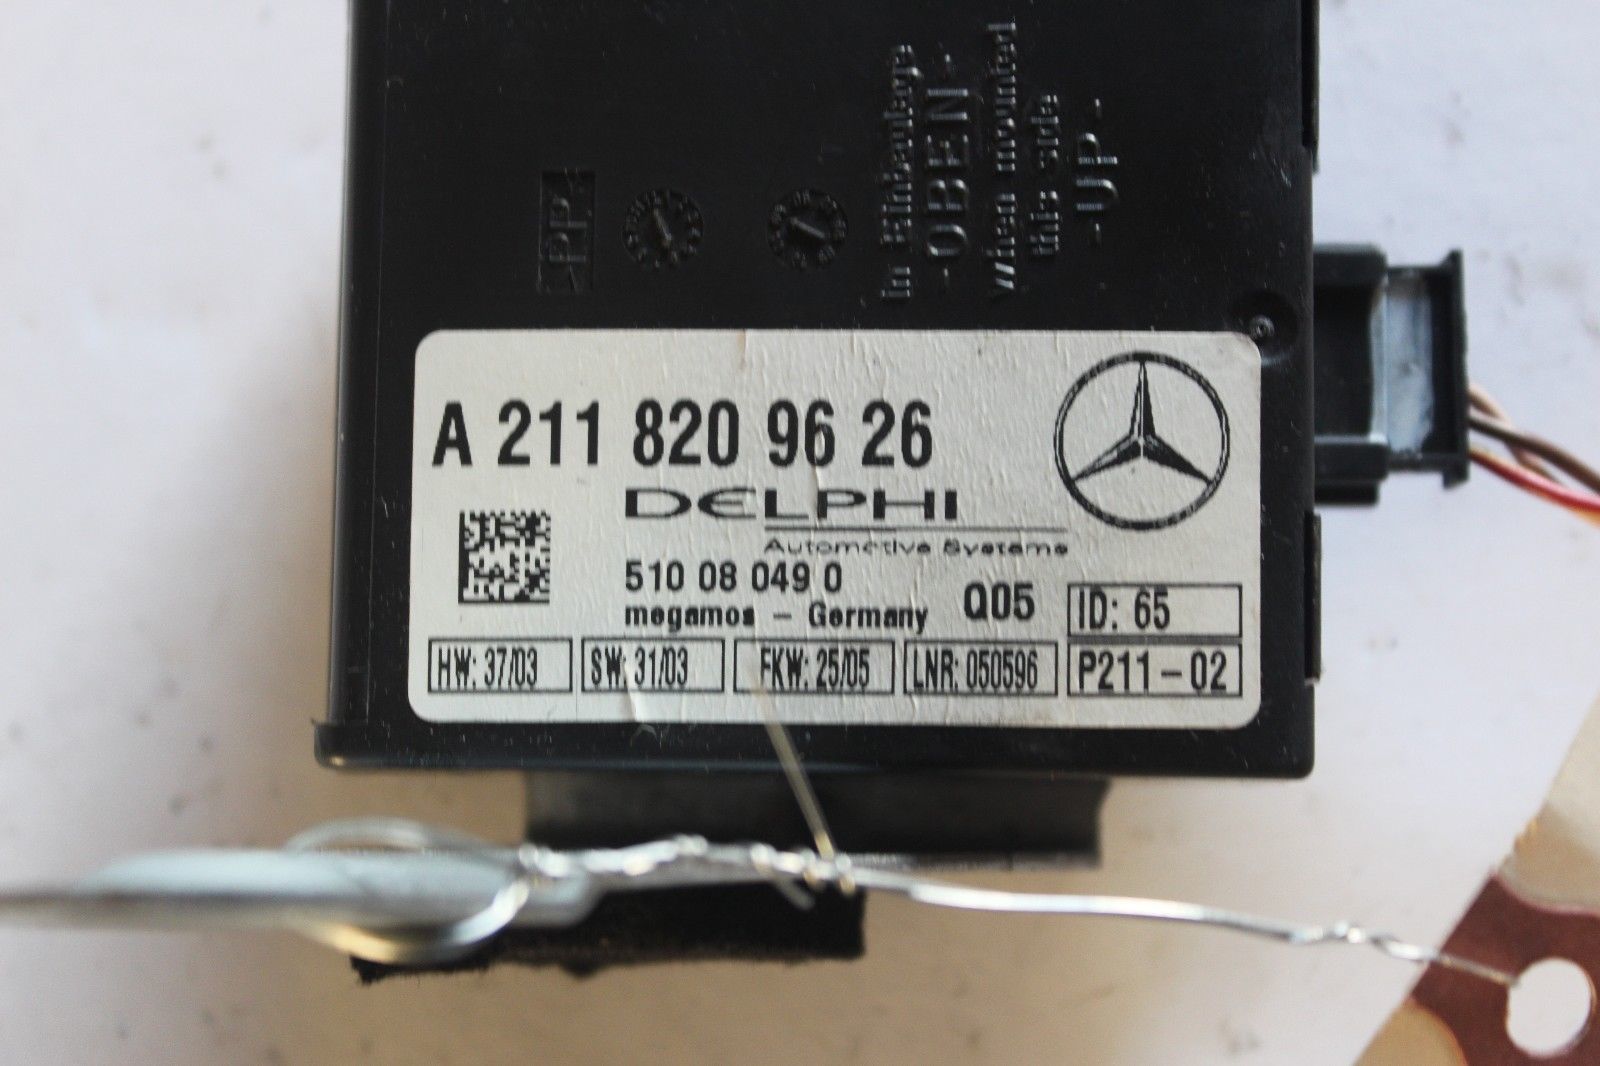 >PP<
in Einbaulage
-OBEN-
when mounted
this side
-UP-
A 211 820 96 26
DELPHI
Automotive Systems
510 08 049 0
megamos – Germany
Q05
ID: 65
HW: 37/03
SW: 31/03
FKW: 25/05
LNR: 050596
P211-02